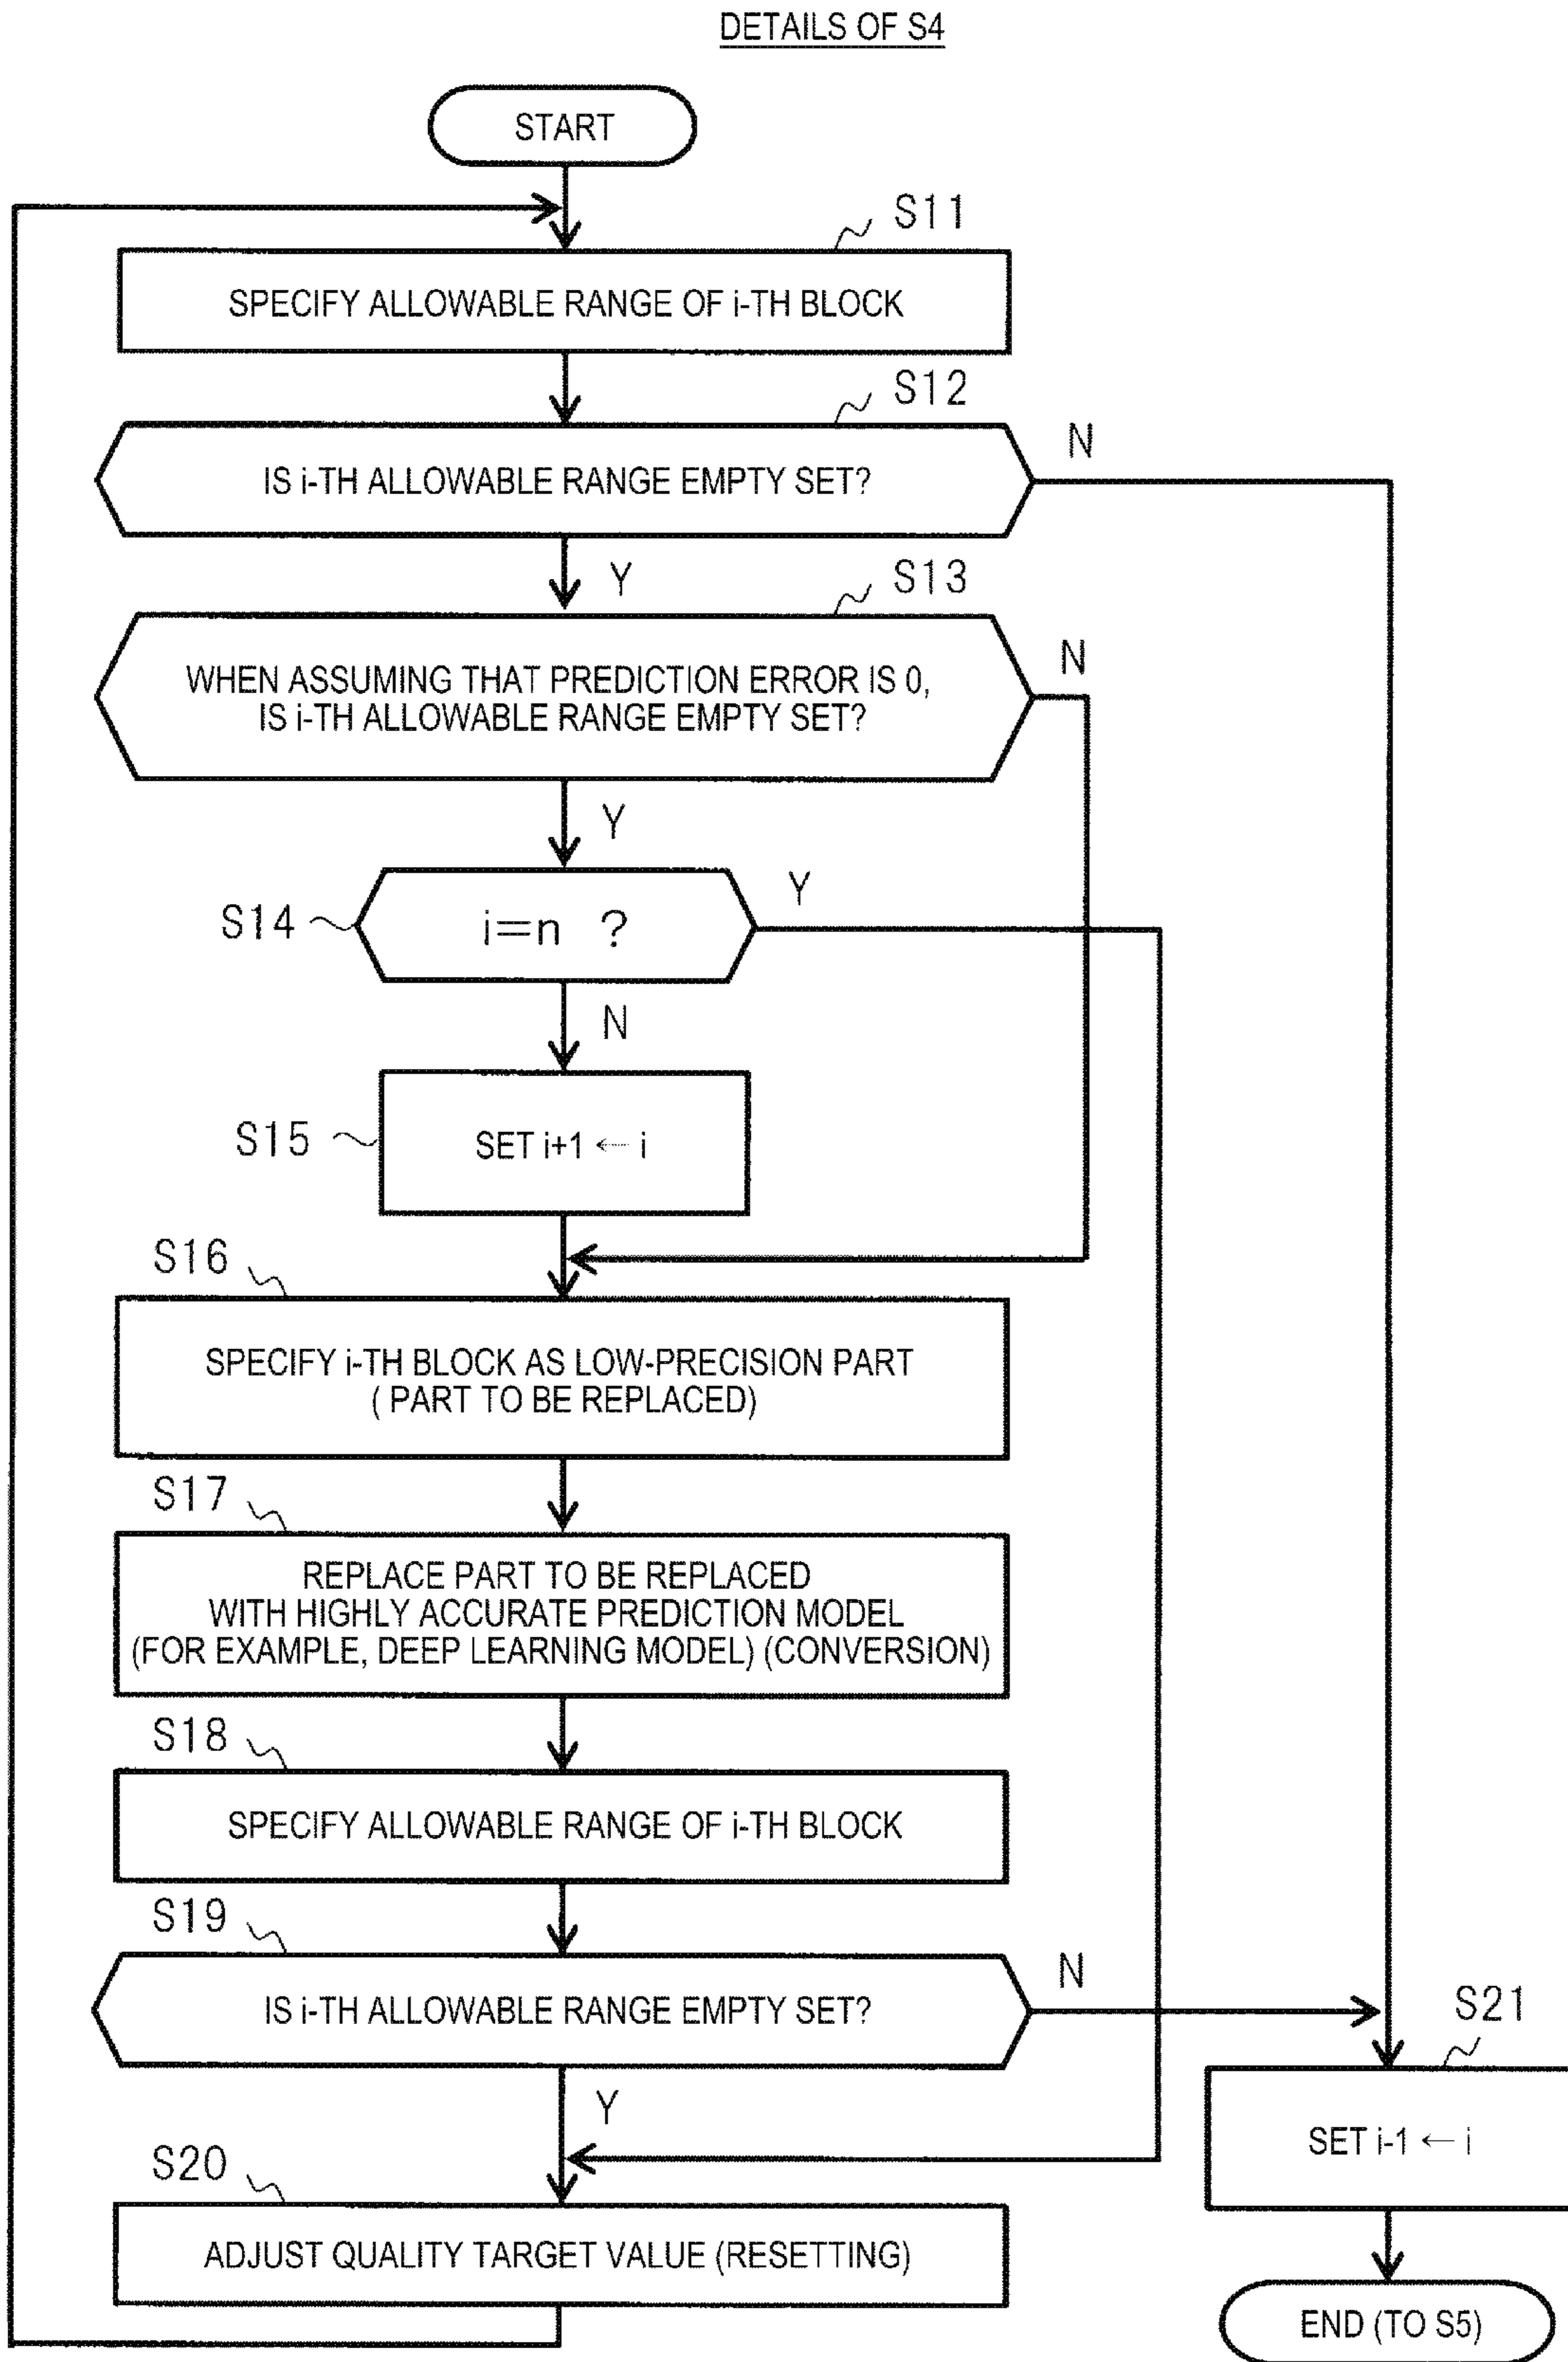 DETAILS OF S4
START
S11
SPECIFY ALLOWABLE RANGE OF i-TH BLOCK
S12
IS i-TH ALLOWABLE RANGE EMPTY SET?
N
Y
S13
WHEN ASSUMING THAT PREDICTION ERROR IS 0,
IS i-TH ALLOWABLE RANGE EMPTY SET?
N
Y
S14
i=n ?
Y
N
S15
SET i+1 ← i
S16
SPECIFY i-TH BLOCK AS LOW-PRECISION PART
( PART TO BE REPLACED)
S17
REPLACE PART TO BE REPLACED
WITH HIGHLY ACCURATE PREDICTION MODEL
(FOR EXAMPLE, DEEP LEARNING MODEL) (CONVERSION)
S18
SPECIFY ALLOWABLE RANGE OF i-TH BLOCK
S19
IS i-TH ALLOWABLE RANGE EMPTY SET?
N
Y
S20
ADJUST QUALITY TARGET VALUE (RESETTING)
S21
SET i-1 ← i
END (TO S5)